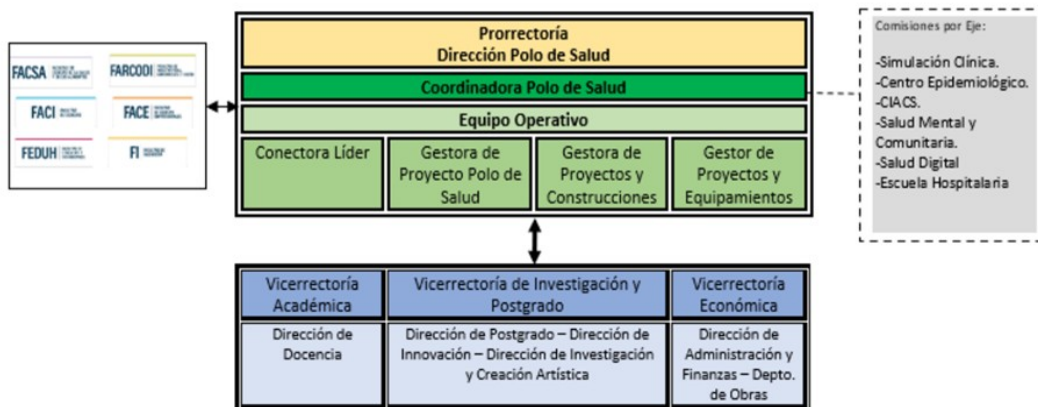 Prorrectoría
Dirección Polo de Salud
Coordinadora Polo de Salud
Equipo Operativo
Conectora Líder
Gestora de
Proyecto Polo de
Salud
Gestora de
Proyectos y
Construcciones
Gestor de
Proyectos y
Equipamientos
FACSA
FARCODI
FACI
FACE
FEDUH
FI
Comisiones por Eje:
-Simulación Clínica.
-Centro Epidemiológico.
-CIACS.
-Salud Mental y
Comunitaria.
-Salud Digital
-Escuela Hospitalaria
Vicerrectoría
Académica
Vicerrectoría de Investigación y
Postgrado
Vicerrectoría
Económica
Dirección de
Docencia
Dirección de Postgrado – Dirección de
Innovación – Dirección de Investigación
y Creación Artística
Dirección de
Administración y
Finanzas – Depto.
de Obras